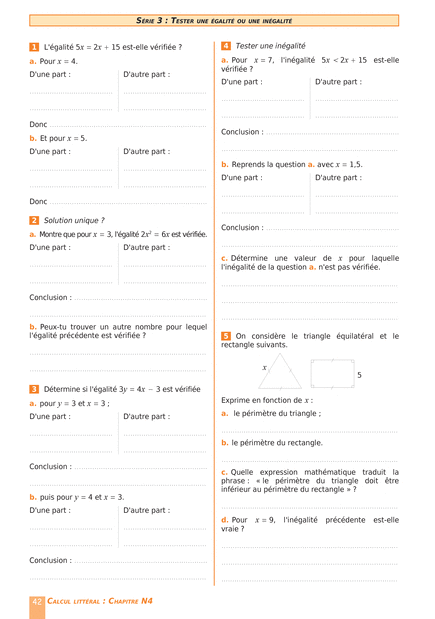 SÉRIE 3 : TESTER UNE ÉGALITÉ OU UNE INÉGALITÉ
1 L'égalité 5x = 2x + 15 est-elle vérifiée ?
a. Pour x = 4.
D'une part : D'autre part :
Donc
b. Et pour x = 5.
D'une part : D'autre part :
Donc
2 Solution unique ?
a. Montre que pour x = 3, l'égalité 2x² = 6x est vérifiée.
D'une part : D'autre part :
Conclusion :
b. Peux-tu trouver un autre nombre pour lequel
l'égalité précédente est vérifiée ?
3 Détermine si l'égalité 3y = 4x − 3 est vérifiée
a. pour y = 3 et x = 3 ;
D'une part : D'autre part :
Conclusion :
b. puis pour y = 4 et x = 3.
D'une part : D'autre part :
Conclusion :
4 Tester une inégalité
a. Pour x = 7, l'inégalité 5x < 2x + 15 est-elle
vérifiée ?
D'une part : D'autre part :
Conclusion :
b. Reprends la question a. avec x = 1,5.
D'une part : D'autre part :
Conclusion :
c. Détermine une valeur de x pour laquelle
l'inégalité de la question a. n'est pas vérifiée.
5 On considère le triangle équilatéral et le
rectangle suivants.
x
5
Exprime en fonction de x :
a. le périmètre du triangle ;
b. le périmètre du rectangle.
c. Quelle expression mathématique traduit la
phrase : « le périmètre du triangle doit être
inférieur au périmètre du rectangle » ?
d. Pour x = 9, l'inégalité précédente est-elle
vraie ?
42 CALCUL LITTÉRAL : CHAPITRE N4